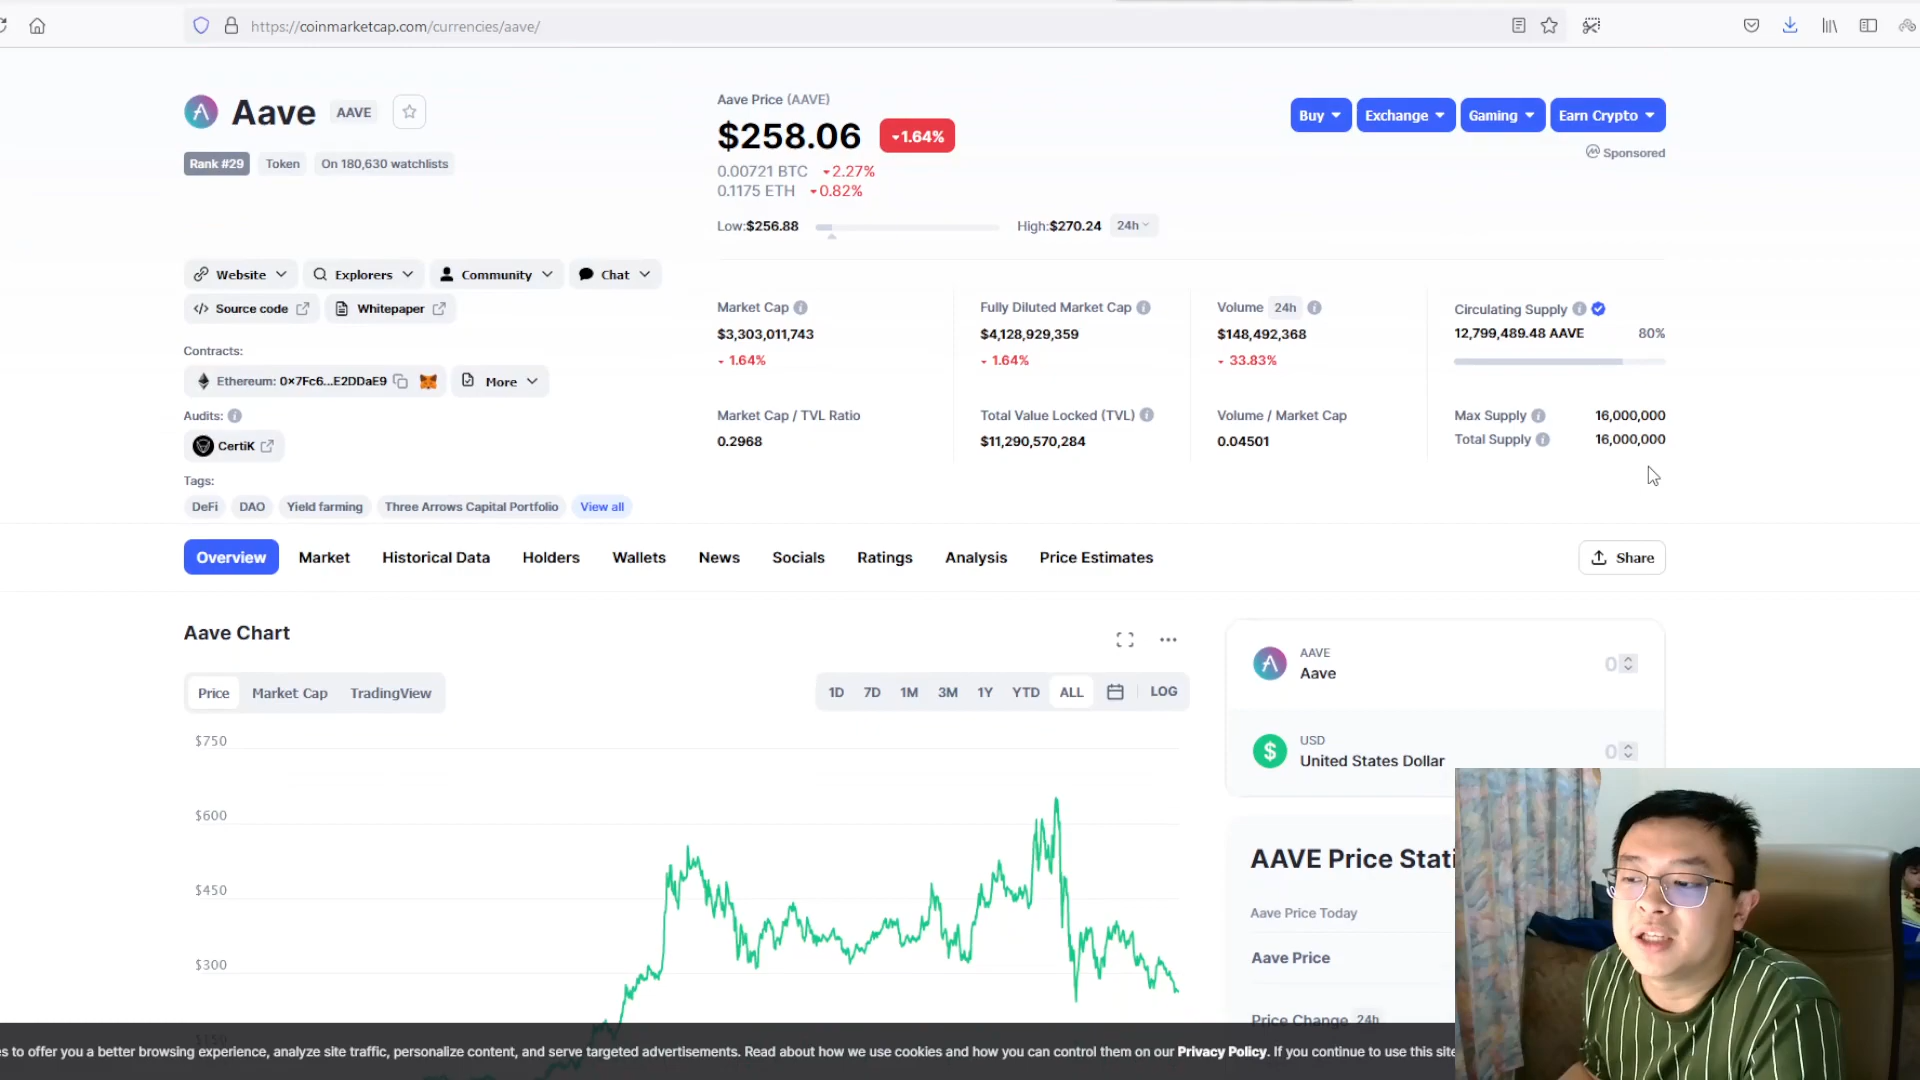 https://coinmarketcap.com/currencies/aave/
Aave AAVE
Rank #29 Token On 180,630 watchlists
Aave Price (AAVE)
$258.06 1.64%
0.00721 BTC 2.27%
0.1175 ETH 0.82%
Low:$256.88 High:$270.24 24h
Buy Exchange Gaming Earn Crypto
Sponsored
Website Explorers Community Chat
Source code Whitepaper
Contracts:
Ethereum: 0x7Fc6...E2DDaE9 More
Audits:
CertiK
Tags:
DeFi DAO Yield farming Three Arrows Capital Portfolio View all
Market Cap
$3,303,011,743
1.64%
Market Cap / TVL Ratio
0.2968
Fully Diluted Market Cap
$4,128,929,359
1.64%
Total Value Locked (TVL)
$11,290,570,284
Volume 24h
$148,492,368
33.83%
Volume / Market Cap
0.04501
Circulating Supply
12,799,489.48 AAVE 80%
Max Supply 16,000,000
Total Supply 16,000,000
Overview Market Historical Data Holders Wallets News Socials Ratings Analysis Price Estimates Share
Aave Chart
Price Market Cap TradingView
1D 7D 1M 3M 1Y YTD ALL LOG
$750
$600
$450
$300
AAVE
Aave 0
USD
United States Dollar 0
AAVE Price Stati
Aave Price Today
Aave Price
Price Change 24h
es to offer you a better browsing experience, analyze site traffic, personalize content, and serve targeted advertisements. Read about how we use cookies and how you can control them on our Privacy Policy. If you continue to use this site